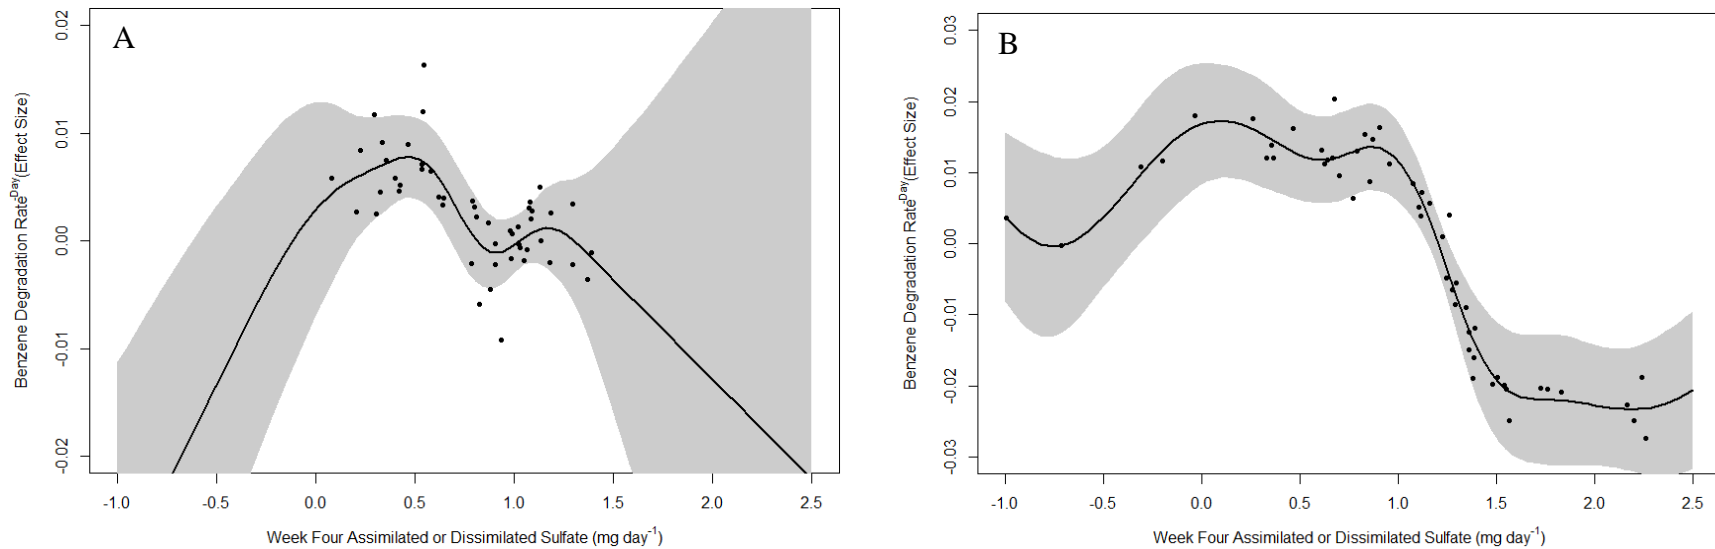 A
Benzene Degradation Rate^Day(Effect Size)
0.02
0.01
0.00
-0.01
-0.02
-1.0 -0.5 0.0 0.5 1.0 1.5 2.0 2.5
Week Four Assimilated or Dissimilated Sulfate (mg day^-1)
B
Benzene Degradation Rate^Day(Effect Size)
0.03
0.02
0.01
0.00
-0.01
-0.02
-0.03
-1.0 -0.5 0.0 0.5 1.0 1.5 2.0 2.5
Week Four Assimilated or Dissimilated Sulfate (mg day^-1)